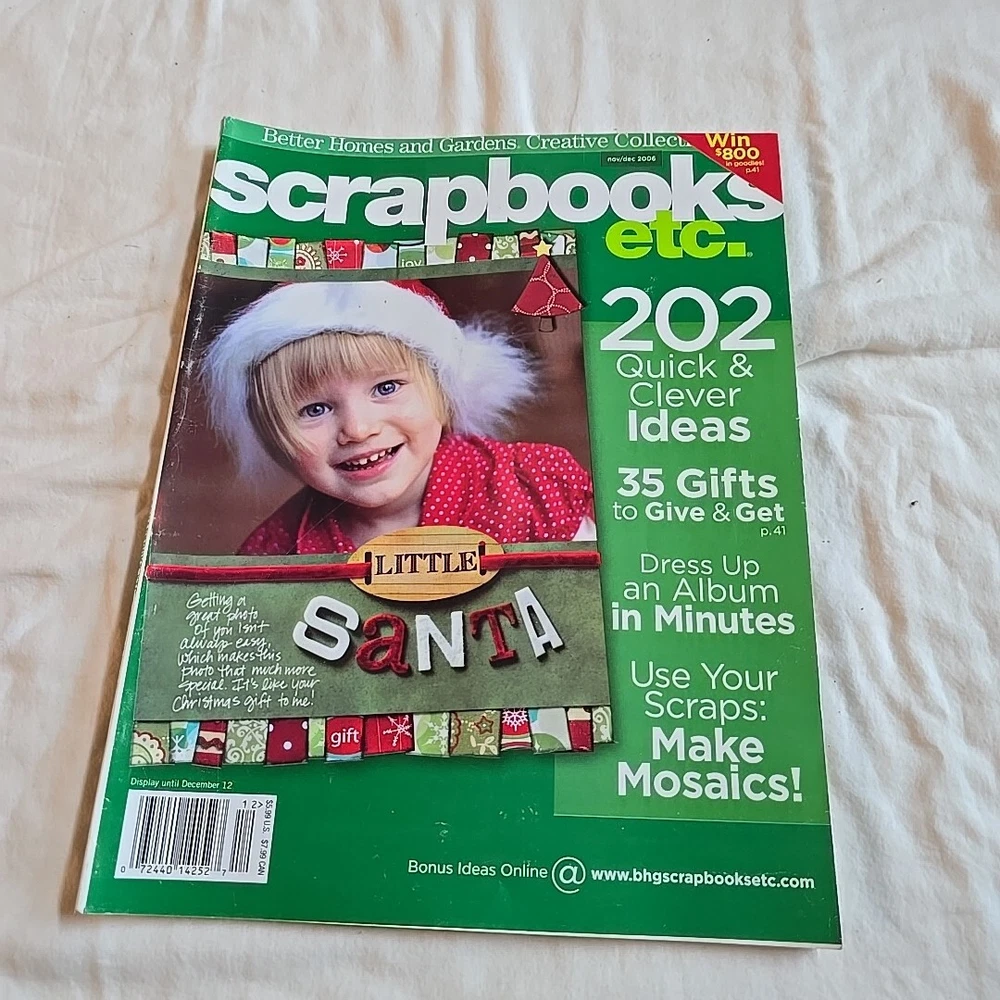 Better Homes and Gardens. Creative Collect
Win
$800
in goodies!
p.41
nov/dec 2006
scrapbooks
etc.
joy
202
Quick &
Clever
Ideas
35 Gifts
to Give & Get
p.41
Dress Up
an Album
in Minutes
Use Your
Scraps:
Make
Mosaics!
LITTLE
SANTA
Getting a
great photo
of you isn't
always easy,
which makes this
photo that much more
special. It's like your
Christmas gift to me!
gift
Display until December 12
12>
$5.99 U.S. $7.99 CAN
0 72440 14252 7
Bonus Ideas Online @ www.bhgscrapbooksetc.com